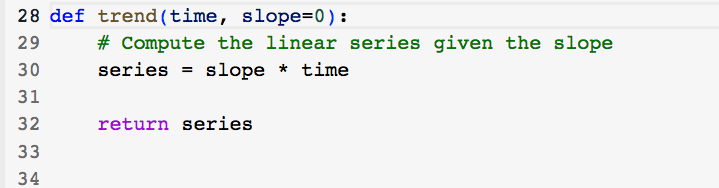 28 def trend(time, slope=0):
29     # Compute the linear series given the slope
30     series = slope * time
31
32     return series
33
34